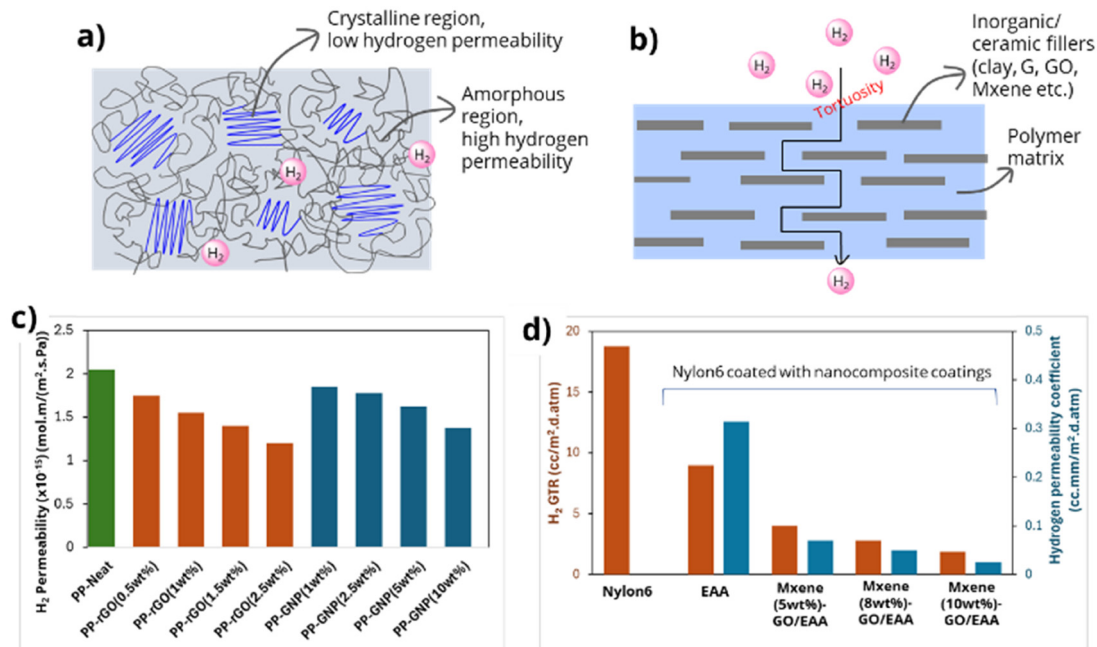 a)
Crystalline region,
low hydrogen permeability
Amorphous
region,
high hydrogen
permeability
H₂
H₂
H₂
b)
H₂
H₂
H₂
H₂
Tortuosity
Inorganic/
ceramic fillers
(clay, G, GO,
Mxene etc.)
Polymer
matrix
H₂
c)
H₂ Permeability (x10⁻¹⁵) (mol.m/(m².s.Pa))
2.5
2
1.5
1
0.5
0
PP-Neat
PP-rGO(0.5wt%)
PP-rGO(1wt%)
PP-rGO(1.5wt%)
PP-rGO(2.5wt%)
PP-GNP(1wt%)
PP-GNP(2.5wt%)
PP-GNP(5wt%)
PP-GNP(10wt%)
d)
H₂ GTR (cc/m².d.atm)
20
15
10
5
0
Nylon6 coated with nanocomposite coatings
0.5
0.4
0.3
0.2
0.1
0
Hydrogen permeability coefficient
(cc.mm/m².d.atm)
Nylon6
EAA
Mxene
(5wt%)-
GO/EAA
Mxene
(8wt%)-
GO/EAA
Mxene
(10wt%)-
GO/EAA